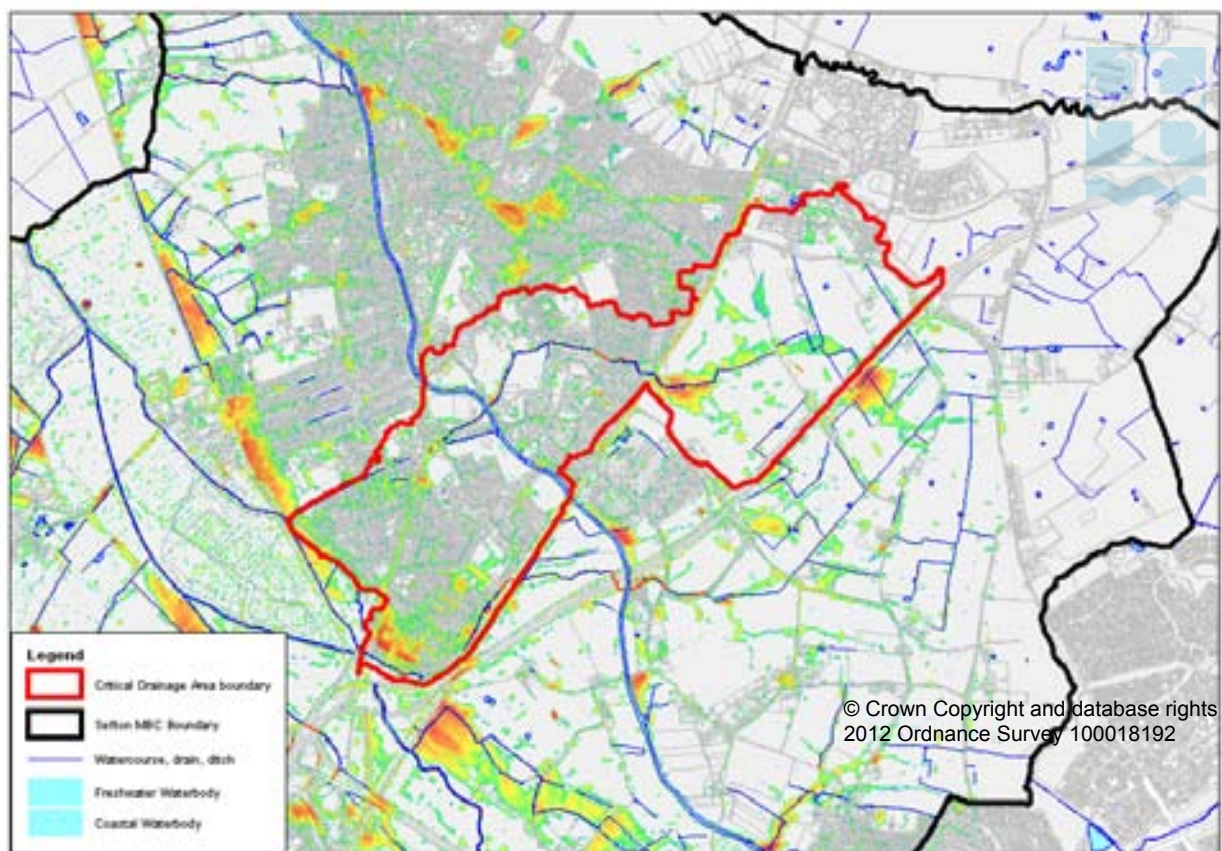 Legend
Critical Drainage Area boundary
Sefton MBC Boundary
Watercourse, drain, ditch
Freshwater Waterbody
Coastal Waterbody
© Crown Copyright and database rights
2012 Ordnance Survey 100018192